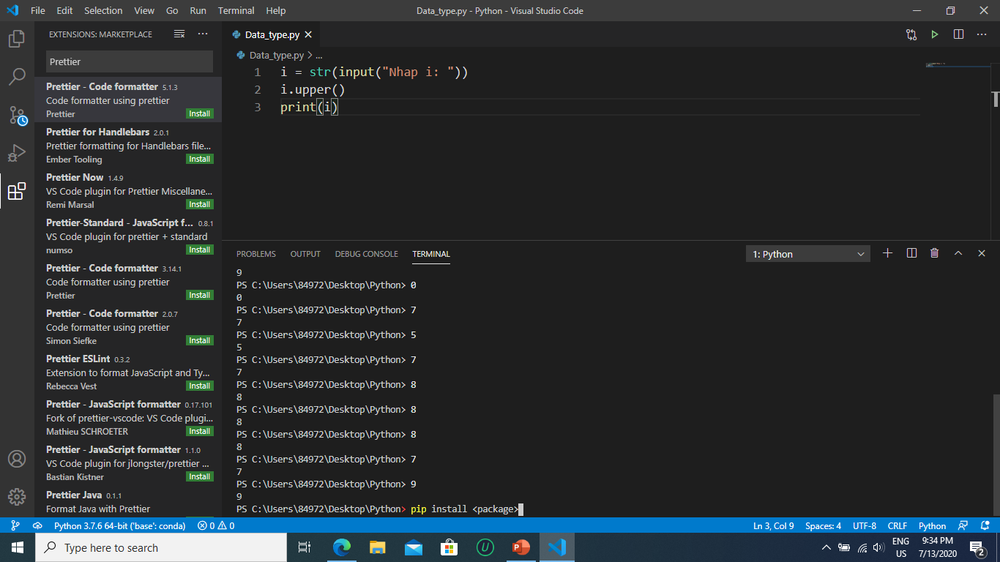 File Edit Selection View Go Run Terminal Help
Data_type.py - Python - Visual Studio Code
EXTENSIONS: MARKETPLACE
Prettier
Prettier - Code formatter 5.1.3
Code formatter using prettier
Prettier Install
Prettier for Handlebars 2.0.1
Prettier formatting for Handlebars file...
Ember Tooling Install
Prettier Now 1.4.9
VS Code plugin for Prettier Miscellane...
Remi Marsal Install
Prettier-Standard - JavaScript f... 0.8.1
VS Code plugin for prettier + standard
numso Install
Prettier - Code formatter 3.14.1
Code formatter using prettier
Prettier Install
Prettier - Code formatter 2.0.7
Code formatter using prettier
Simon Siefke Install
Prettier ESLint 0.3.2
Extension to format JavaScript and Ty...
Rebecca Vest Install
Prettier - JavaScript formatter 0.17.101
Fork of prettier-vscode: VS Code plugi...
Mathieu SCHROETER Install
Prettier - JavaScript formatter 1.1.0
VS Code plugin for jlongster/prettier ...
Bastian Kistner Install
Prettier Java 0.1.1
Format Java with Prettier
Data_type.py
Data_type.py > ...
1 i = str(input("Nhap i: "))
2 i.upper()
3 print(i)
PROBLEMS OUTPUT DEBUG CONSOLE TERMINAL
1: Python
9
PS C:\Users\84972\Desktop\Python> 0
0
PS C:\Users\84972\Desktop\Python> 7
7
PS C:\Users\84972\Desktop\Python> 5
5
PS C:\Users\84972\Desktop\Python> 7
7
PS C:\Users\84972\Desktop\Python> 8
8
PS C:\Users\84972\Desktop\Python> 8
8
PS C:\Users\84972\Desktop\Python> 8
8
PS C:\Users\84972\Desktop\Python> 7
7
PS C:\Users\84972\Desktop\Python> 9
9
PS C:\Users\84972\Desktop\Python> pip install <package>
Python 3.7.6 64-bit ('base': conda) 0 0
Ln 3, Col 9 Spaces: 4 UTF-8 CRLF Python
Type here to search
ENG
US
9:34 PM
7/13/2020
2